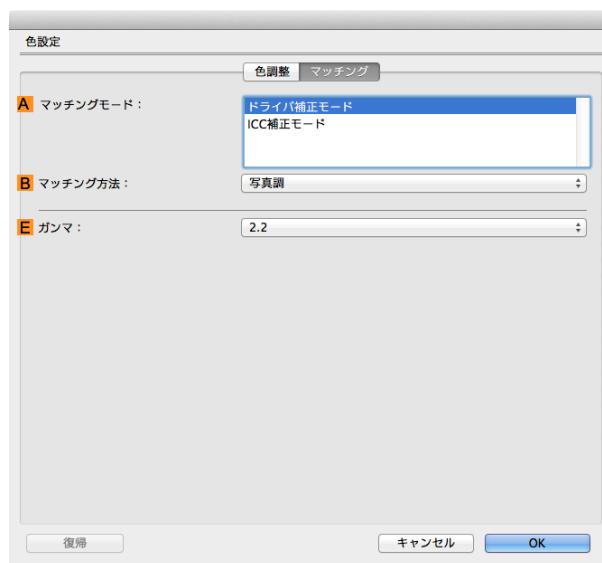 色設定
色調整 マッチング
A マッチングモード：
ドライバ補正モード
ICC補正モード
B マッチング方法： 写真調
E ガンマ： 2.2
復帰 キャンセル OK